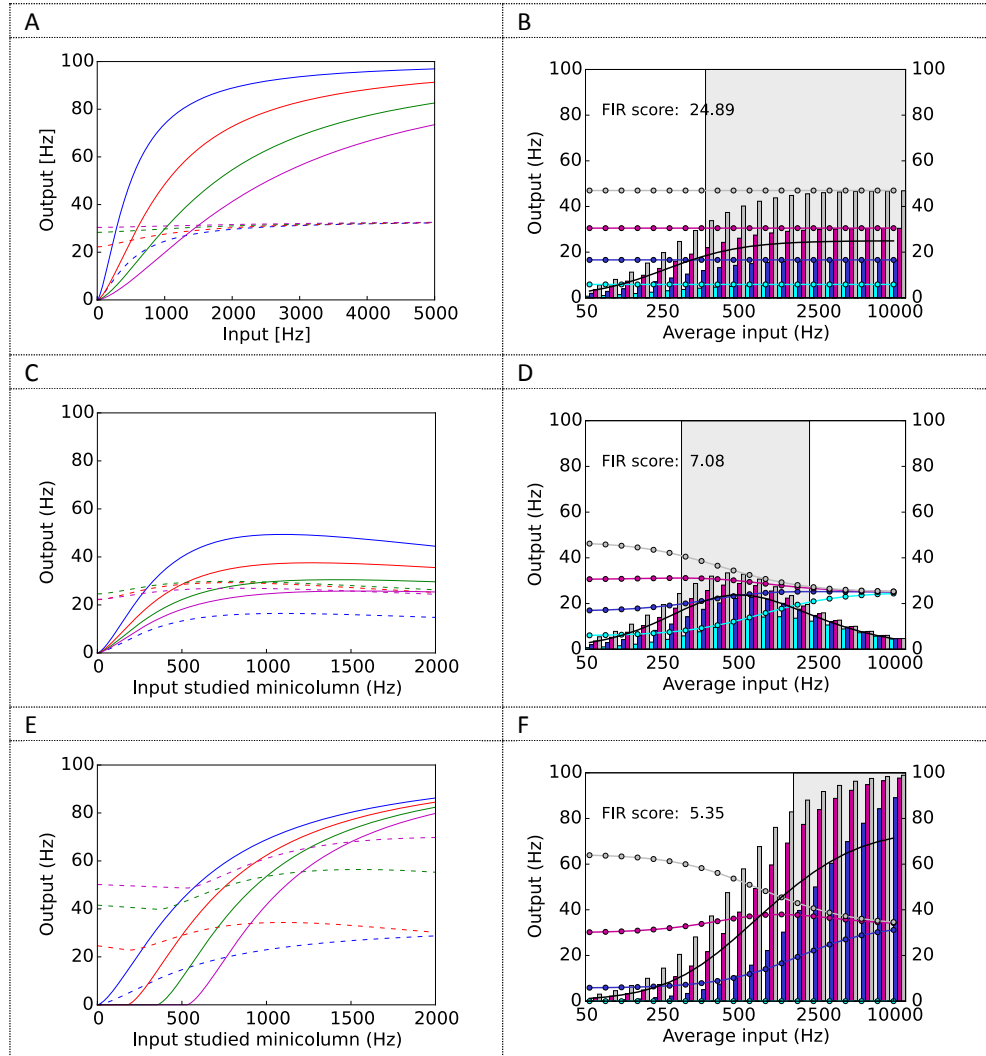 A
B
100
80
60
40
20
0
Output [Hz]
0 1000 2000 3000 4000 5000
Input [Hz]
100
80
60
40
20
0
Output (Hz)
FIR score: 24.89
100
80
60
40
20
0
50 250 500 2500 10000
Average input (Hz)
C
D
100
80
60
40
20
0
Output (Hz)
0 500 1000 1500 2000
Input studied minicolumn (Hz)
100
80
60
40
20
0
Output (Hz)
FIR score: 7.08
100
80
60
40
20
0
50 250 500 2500 10000
Average input (Hz)
E
F
100
80
60
40
20
0
Output (Hz)
0 500 1000 1500 2000
Input studied minicolumn (Hz)
100
80
60
40
20
0
Output (Hz)
FIR score: 5.35
100
80
60
40
20
0
50 250 500 2500 10000
Average input (Hz)